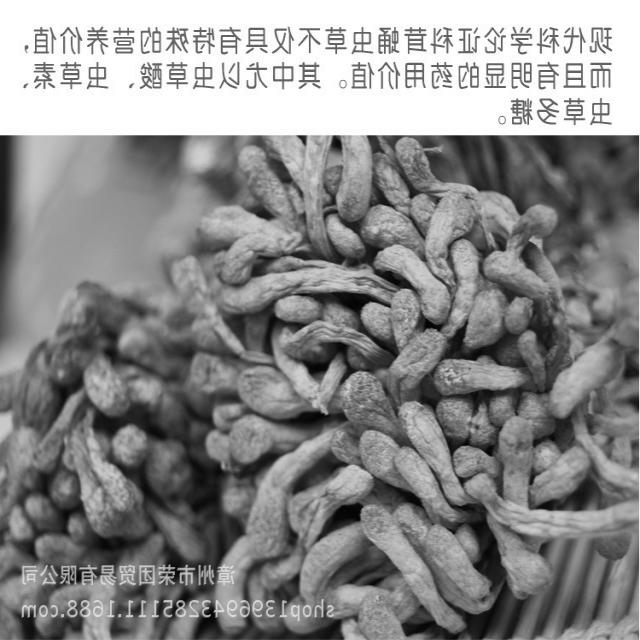 现代科学论证科茸蛹虫草不仅具有特殊的营养价值,
而且有明显的药用价值。其中尤以虫草酸、虫草素、
虫草多糖。
漳州市荣团贸易有限公司
shop1396943285111.1688.com